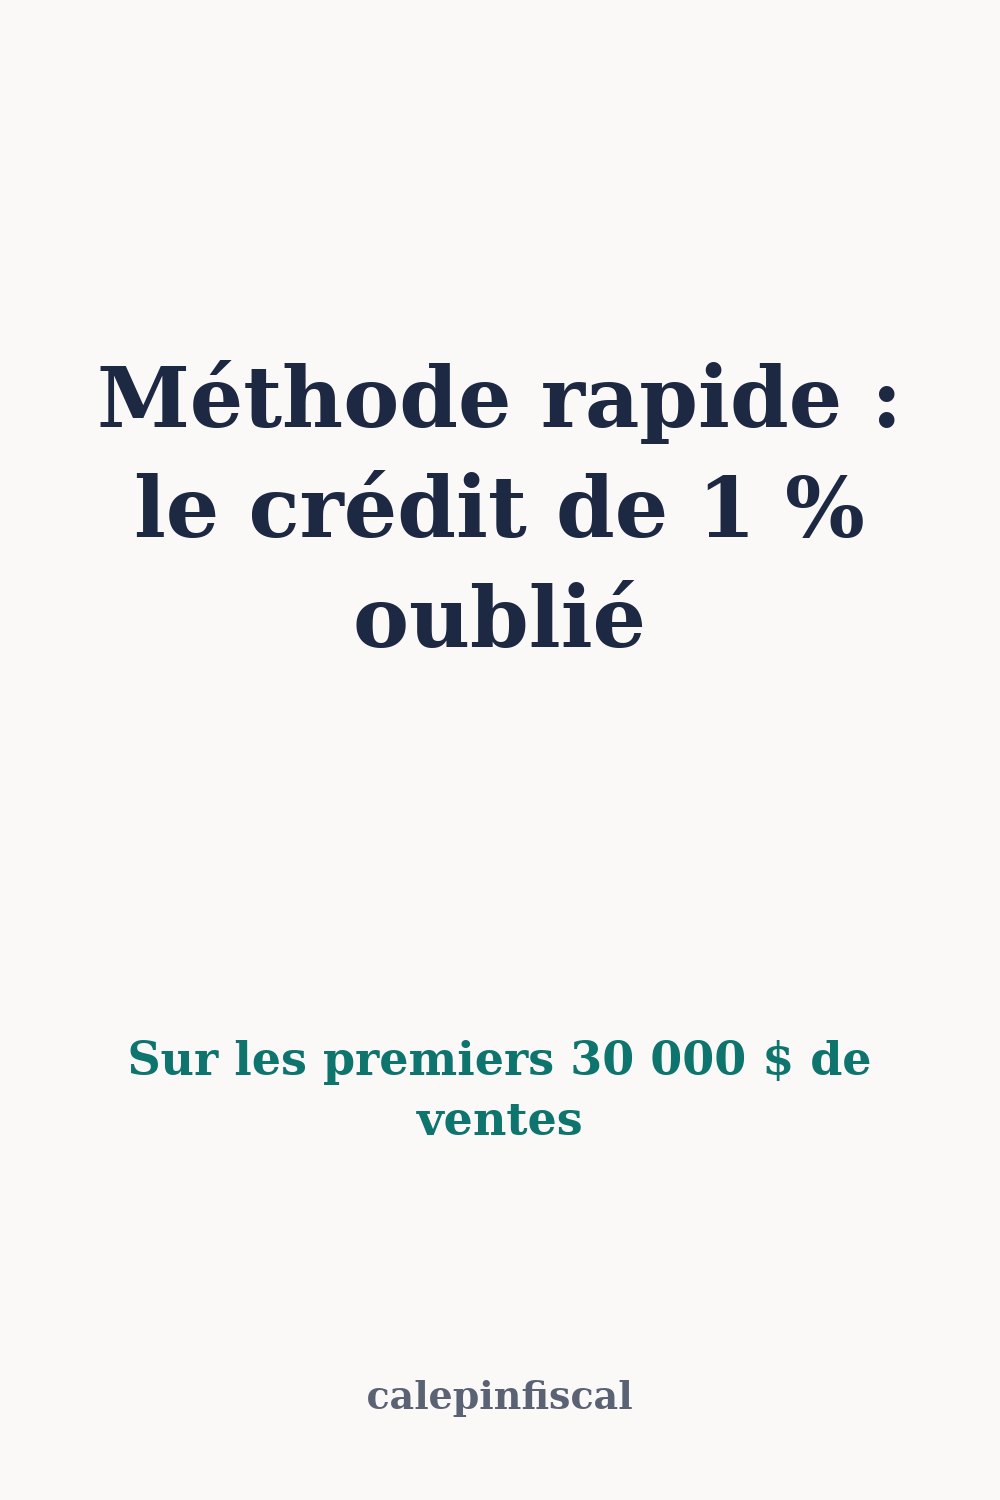 Méthode rapide :
le crédit de 1 %
oublié
Sur les premiers 30 000 $ de
ventes
calepinfiscal